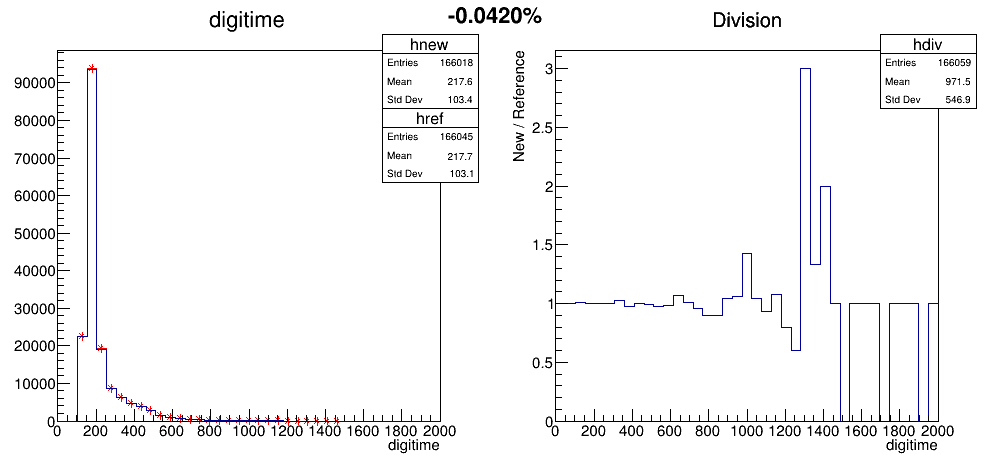 -0.0420%
digitime
hnew
Entries 166018
Mean 217.6
Std Dev 103.4
href
Entries 166045
Mean 217.7
Std Dev 103.1
90000
80000
70000
60000
50000
40000
30000
20000
10000
0
0 200 400 600 800 1000 1200 1400 1600 1800 2000
digitime
Division
hdiv
Entries 166059
Mean 971.5
Std Dev 546.9
New / Reference
3
2.5
2
1.5
1
0.5
0
0 200 400 600 800 1000 1200 1400 1600 1800 2000
digitime